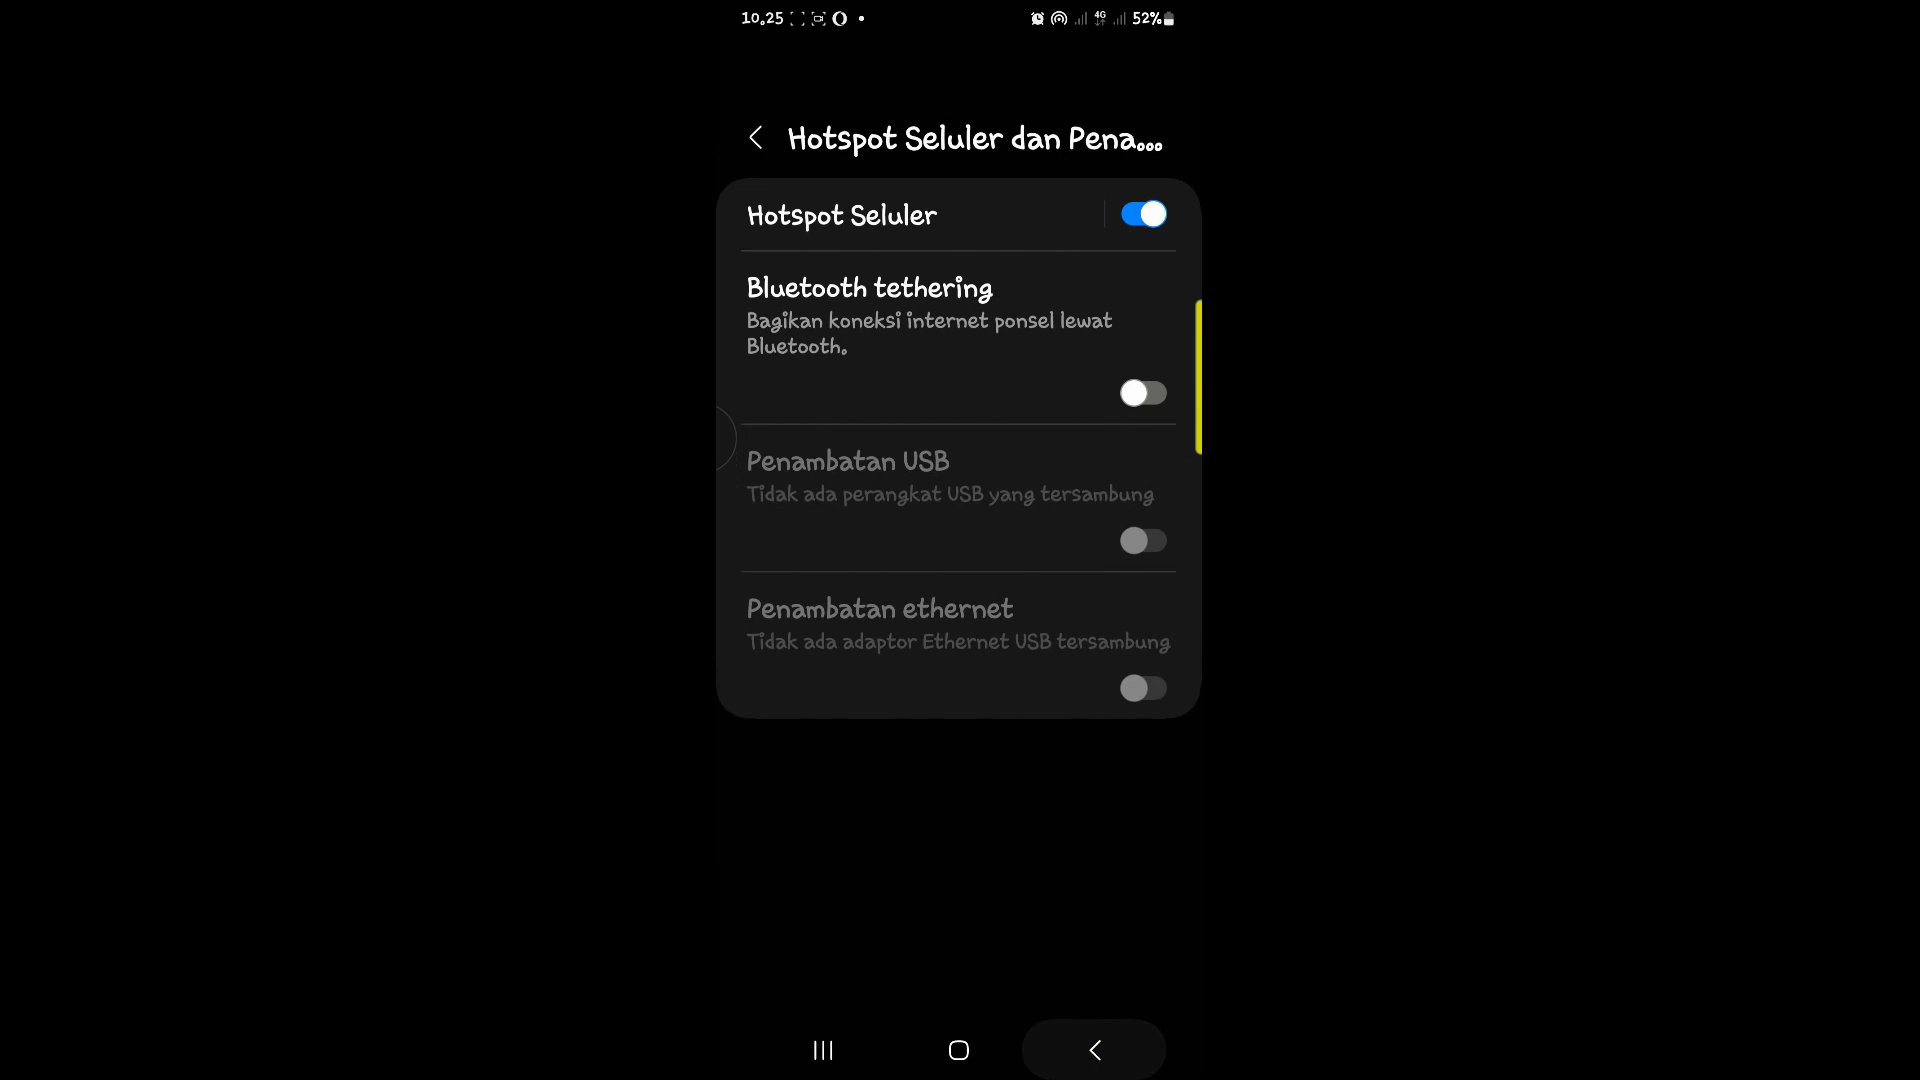 10.25
4G
52%
Hotspot Seluler dan Pena...
Hotspot Seluler
Bluetooth tethering
Bagikan koneksi internet ponsel lewat
Bluetooth.
Penambatan USB
Tidak ada perangkat USB yang tersambung
Penambatan ethernet
Tidak ada adaptor Ethernet USB tersambung